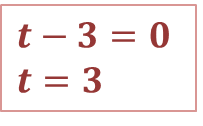 t − 3 = 0
t = 3